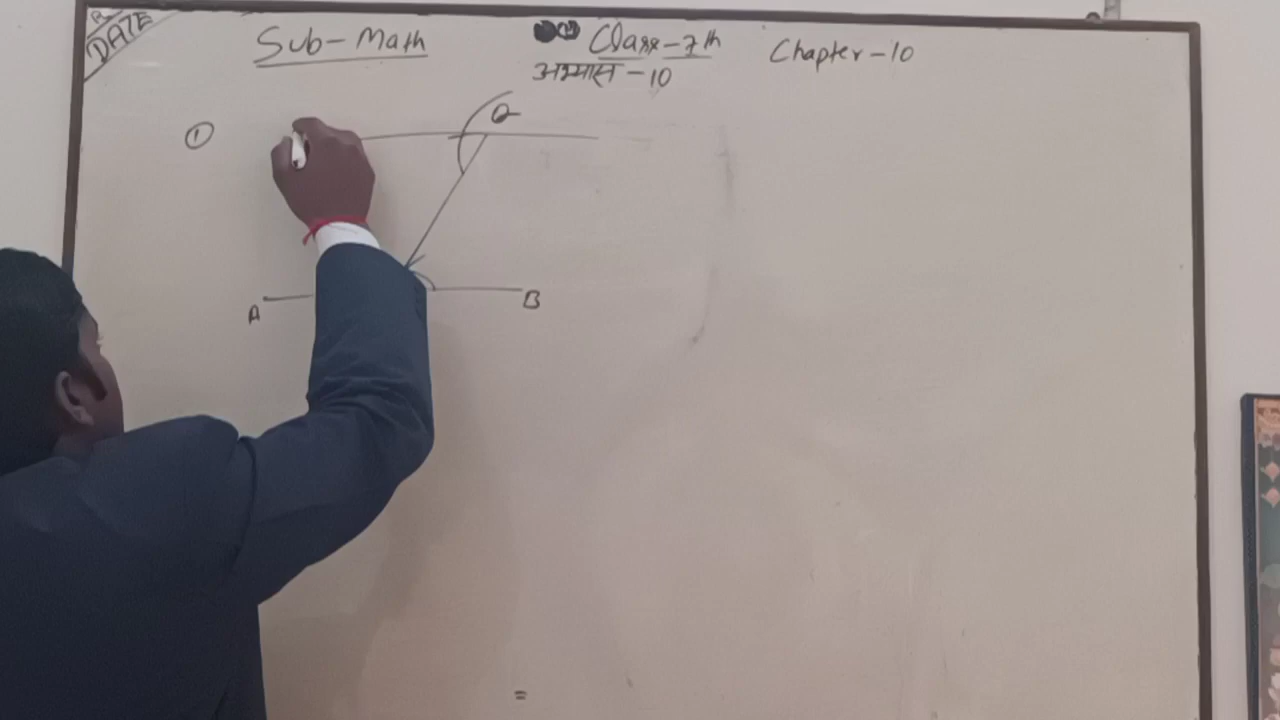 DATE
Sub-Math Class-7th Chapter-10
अभ्यास-10
①
Q
A B
=